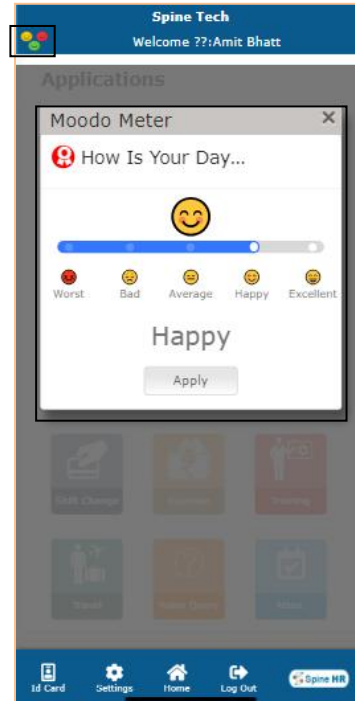 Spine Tech
Welcome ??:Amit Bhatt
Applications
Moodo Meter ×
How Is Your Day...
Worst Bad Average Happy Excellent
Happy
Apply
Shift Change Training
Travel
Id Card Settings Home Log Out Spine HR